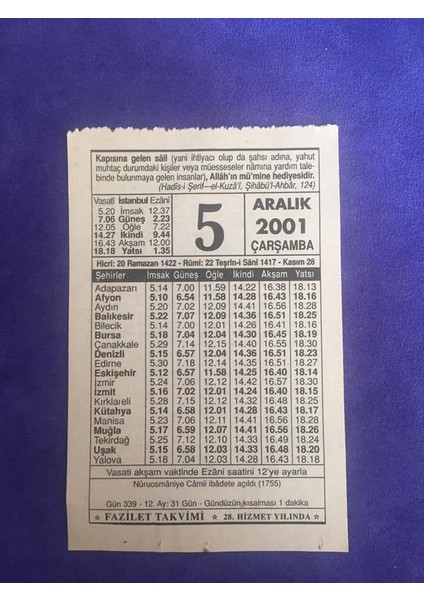 Kapısına gelen sâil (yani ihtiyacı olup da şahsı adına, yahut
muhtaç durumdaki kişiler veya müesseseler nâmına yardım tale-
binde bulunmaya gelen insanlar), Allâh'ın mü'mine hediyesidir.
(Hadîs-i Şerif—el-Kuzâ'î, Şihâbü'l-Ahbâr, 124)
Vasatî İstanbul Ezanî
5.20 İmsak 12.37
7.06 Güneş 2.23
12.05 Öğle 7.22
14.27 İkindi 9.44
16.43 Akşam 12.00
18.18 Yatsı 1.35
5
ARALIK
2001
ÇARŞAMBA
Hicrî: 20 Ramazan 1422 - Rûmî: 22 Teşrin-i Sânî 1417 - Kasım 28
Şehirler İmsak Güneş Öğle İkindi Akşam Yatsı
Adapazarı 5.14 7.00 11.59 14.22 16.38 18.13
Afyon 5.10 6.54 11.58 14.28 16.43 18.16
Aydın 5.20 7.02 12.09 14.41 16.56 18.28
Balıkesir 5.22 7.07 12.09 14.36 16.51 18.25
Bilecik 5.14 7.00 12.01 14.26 16.41 18.16
Bursa 5.18 7.04 12.04 14.30 16.45 18.19
Çanakkale 5.29 7.14 12.15 14.40 16.55 18.30
Denizli 5.15 6.57 12.04 14.36 16.51 18.23
Edirne 5.30 7.18 12.14 14.35 16.51 18.27
Eskişehir 5.12 6.57 11.58 14.25 16.40 18.14
İzmir 5.24 7.06 12.12 14.42 16.57 18.30
İzmit 5.16 7.02 12.01 14.24 16.40 18.15
Kırklareli 5.28 7.15 12.11 14.32 16.48 18.25
Kütahya 5.14 6.58 12.01 14.28 16.43 18.17
Manisa 5.23 7.06 12.11 14.41 16.56 18.29
Muğla 5.17 6.59 12.07 14.41 16.56 18.26
Tekirdağ 5.25 7.12 12.10 14.33 16.49 18.24
Uşak 5.15 6.58 12.03 14.33 16.48 18.20
Yalova 5.18 7.04 12.03 14.28 16.43 18.18
Vasati akşam vaktinde Ezânî saatini 12'ye ayarla
Nûruosmâniye Câmii ibâdete açıldı (1755)
Gün 339 - 12. Ay: 31 Gün - Gündüzün kısalması 1 dakika
★ FAZİLET TAKVİMİ ★ 28. HİZMET YILINDA ★